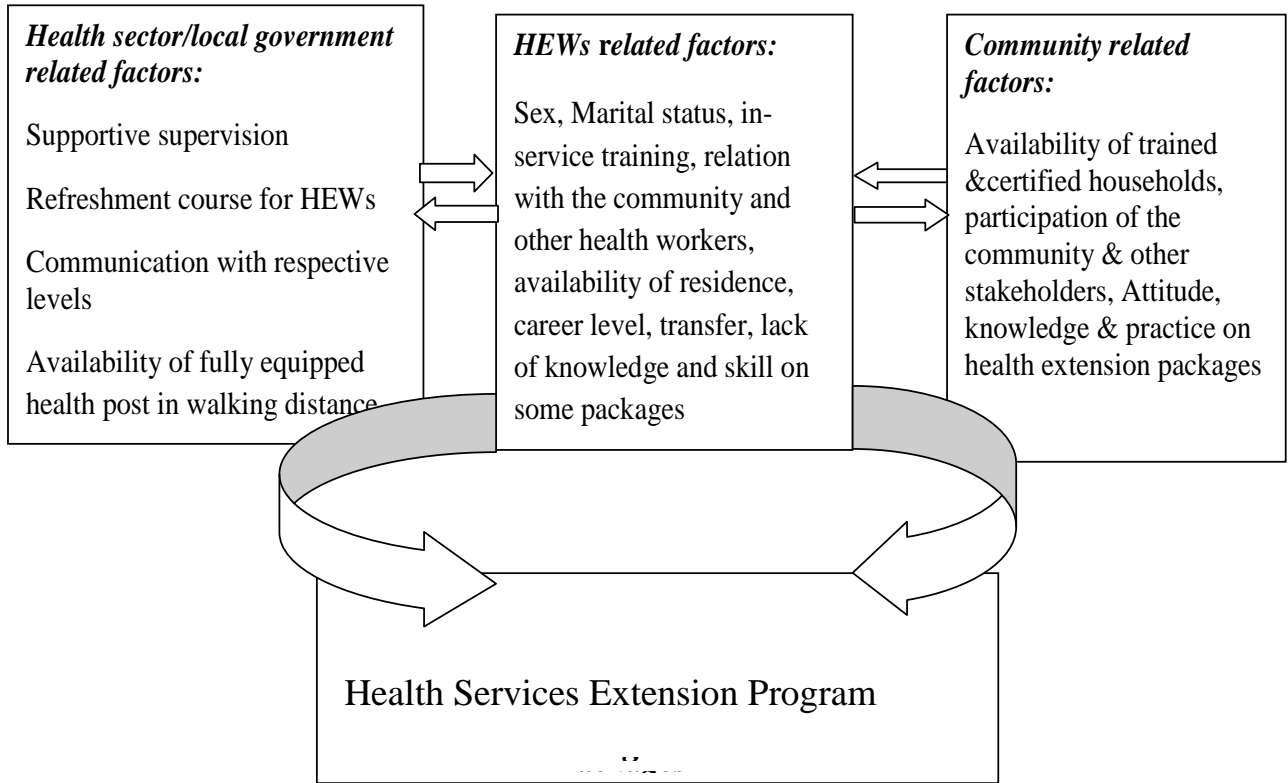 Health sector/local government
related factors:
Supportive supervision
Refreshment course for HEWs
Communication with respective
levels
Availability of fully equipped
health post in walking distance
HEWs related factors:
Sex, Marital status, in-
service training, relation
with the community and
other health workers,
availability of residence,
career level, transfer, lack
of knowledge and skill on
some packages
Community related
factors:
Availability of trained
&certified households,
participation of the
community & other
stakeholders, Attitude,
knowledge & practice on
health extension packages
Health Services Extension Program